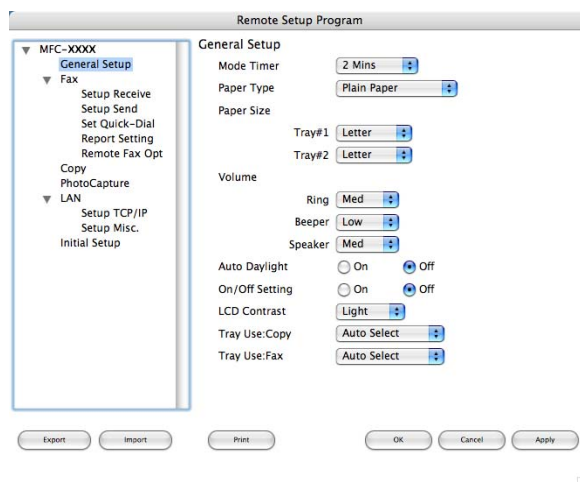 Remote Setup Program
MFC-XXXX
General Setup
Fax
Setup Receive
Setup Send
Set Quick-Dial
Report Setting
Remote Fax Opt
Copy
PhotoCapture
LAN
Setup TCP/IP
Setup Misc.
Initial Setup
General Setup
Mode Timer 2 Mins
Paper Type Plain Paper
Paper Size
Tray#1 Letter
Tray#2 Letter
Volume
Ring Med
Beeper Low
Speaker Med
Auto Daylight On Off
On/Off Setting On Off
LCD Contrast Light
Tray Use:Copy Auto Select
Tray Use:Fax Auto Select
Export Import Print OK Cancel Apply